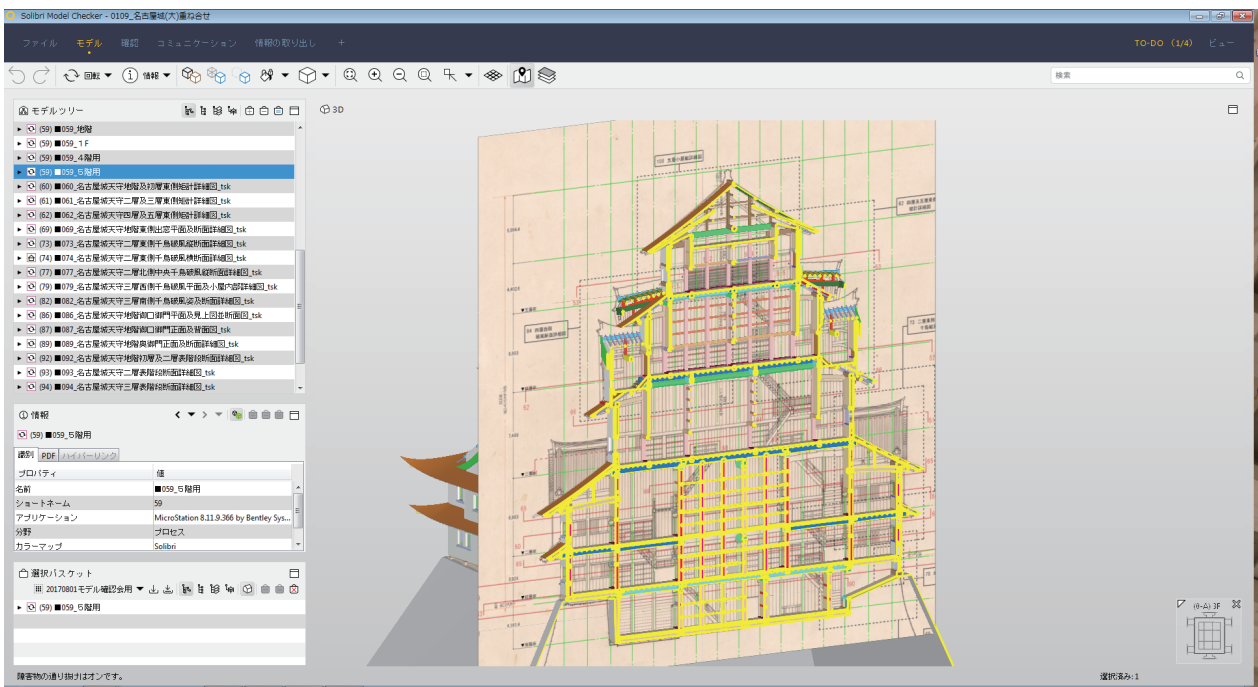 Solibri Model Checker - 0109_名古屋城(大)重ね合せ
ファイル モデル 確認 コミュニケーション 情報の取り出し +
TO-DO (1/4) ビュー
回転 情報
検索
モデルツリー
3D
(59) ■059_地階
(59) ■059_1F
(59) ■059_4階用
(59) ■059_5階用
(60) ■060_名古屋城天守地階及初層東側矩計詳細図_tsk
(61) ■061_名古屋城天守二層及三層東側矩計詳細図_tsk
(62) ■062_名古屋城天守四層及五層東側矩計詳細図_tsk
(69) ■069_名古屋城天守地階東側出窓平面及断面詳細図_tsk
(73) ■073_名古屋城天守二層東側千鳥破風縦断面詳細図_tsk
(74) ■074_名古屋城天守二層東側千鳥破風横断面詳細図_tsk
(77) ■077_名古屋城天守二層北側中央千鳥破風縦断面詳細図_tsk
(79) ■079_名古屋城天守三層西側千鳥破風平面及小屋内部詳細図_tsk
(82) ■082_名古屋城天守三層南側千鳥破風姿及断面詳細図_tsk
(86) ■086_名古屋城天守地階御口御門平面及見上図並断面図_tsk
(87) ■087_名古屋城天守地階御口御門正面及背面図_tsk
(89) ■089_名古屋城天守地階奥御門正面及断面詳細図_tsk
(92) ■092_名古屋城天守地階初層及二層表階段断面詳細図_tsk
(93) ■093_名古屋城天守二層表階段断面詳細図_tsk
(94) ■094_名古屋城天守三層表階段断面詳細図_tsk
情報
(59) ■059_5階用
識別 PDF ハイパーリンク
プロパティ 値
名前 ■059_5階用
ショートネーム 59
アプリケーション MicroStation 8.11.9.366 by Bentley Sys...
分野 プロセス
カラーマップ Solibri
選択バスケット
20170801モデル確認会用
(59) ■059_5階用
(θ-A) 3F
障害物の通り抜けはオンです。
選択済み: 1